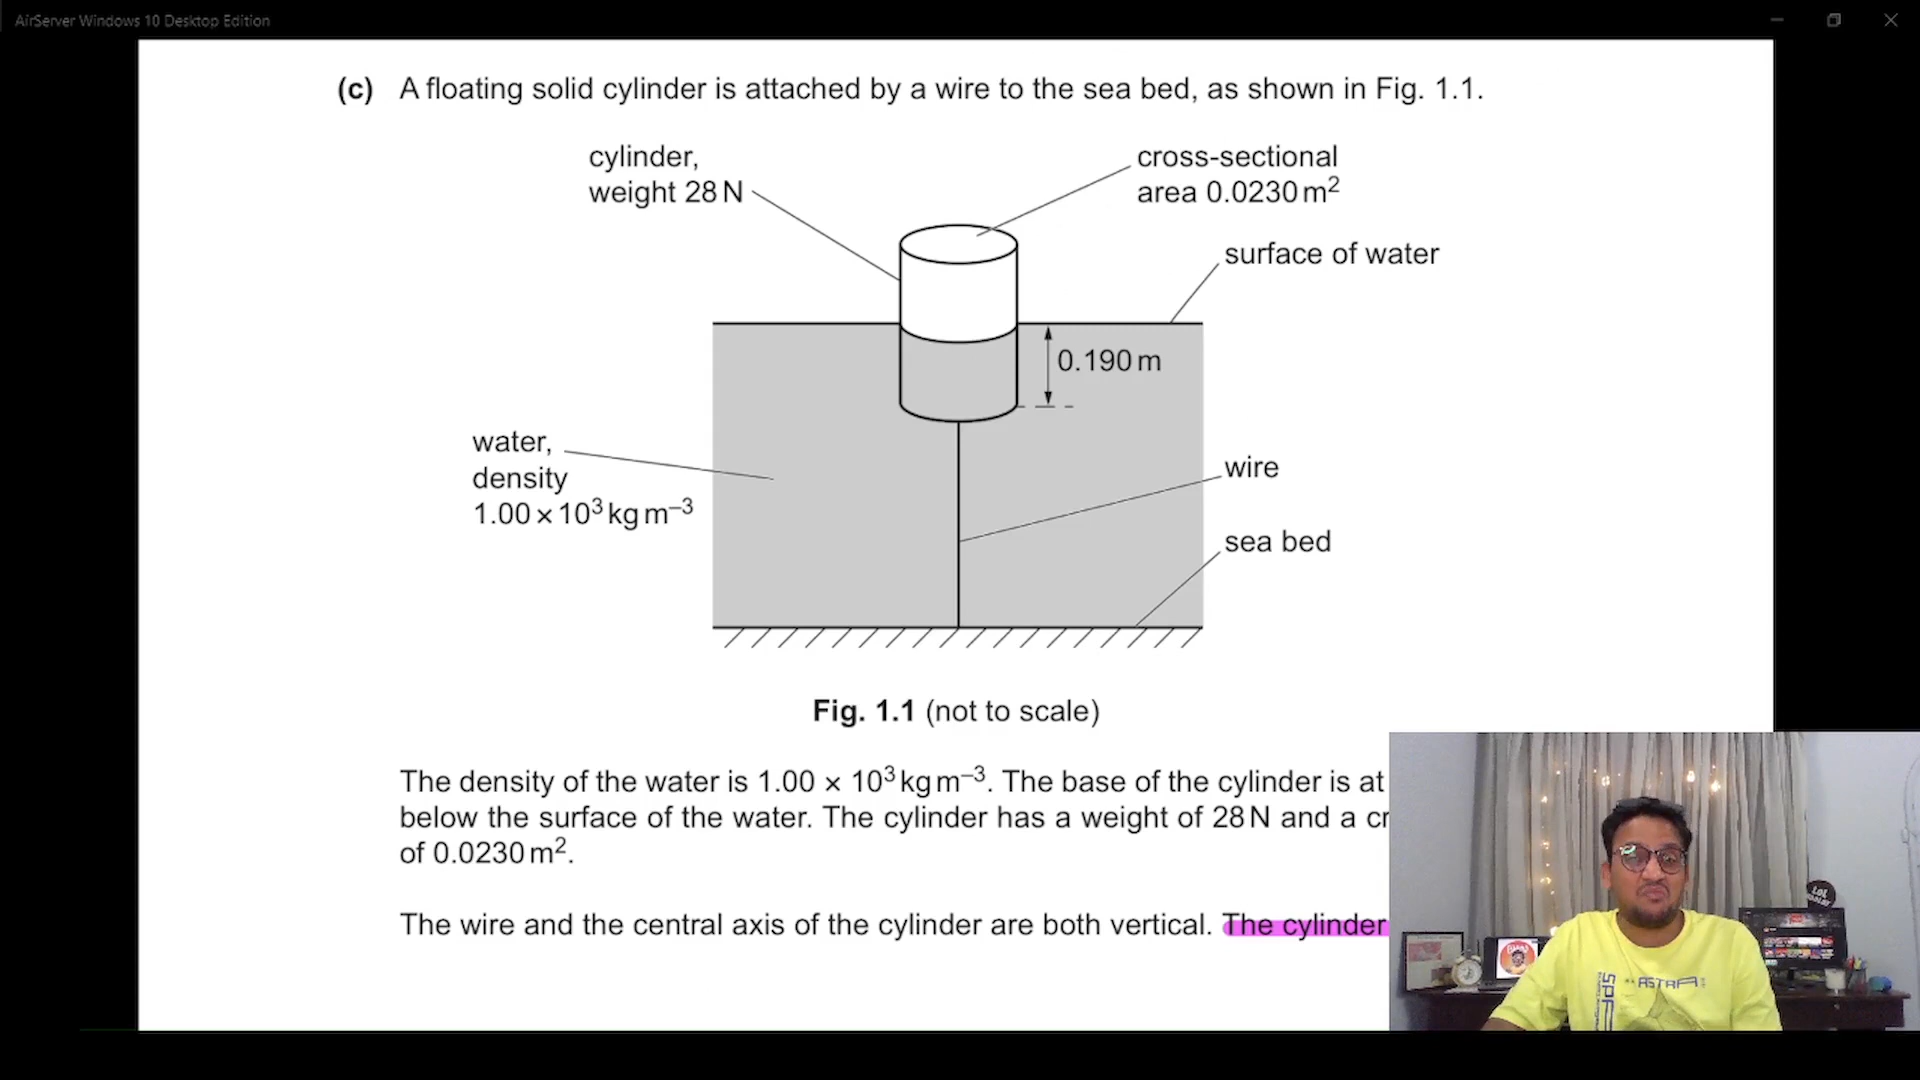 AirServer Windows 10 Desktop Edition
(c) A floating solid cylinder is attached by a wire to the sea bed, as shown in Fig. 1.1.
cylinder,
weight 28 N
cross-sectional
area 0.0230 m²
surface of water
0.190 m
water,
density
1.00 × 10³ kg m⁻³
wire
sea bed
Fig. 1.1 (not to scale)
The density of the water is 1.00 × 10³ kg m⁻³. The base of the cylinder is at
below the surface of the water. The cylinder has a weight of 28 N and a cr
of 0.0230 m².
The wire and the central axis of the cylinder are both vertical. The cylinder
ASTRA